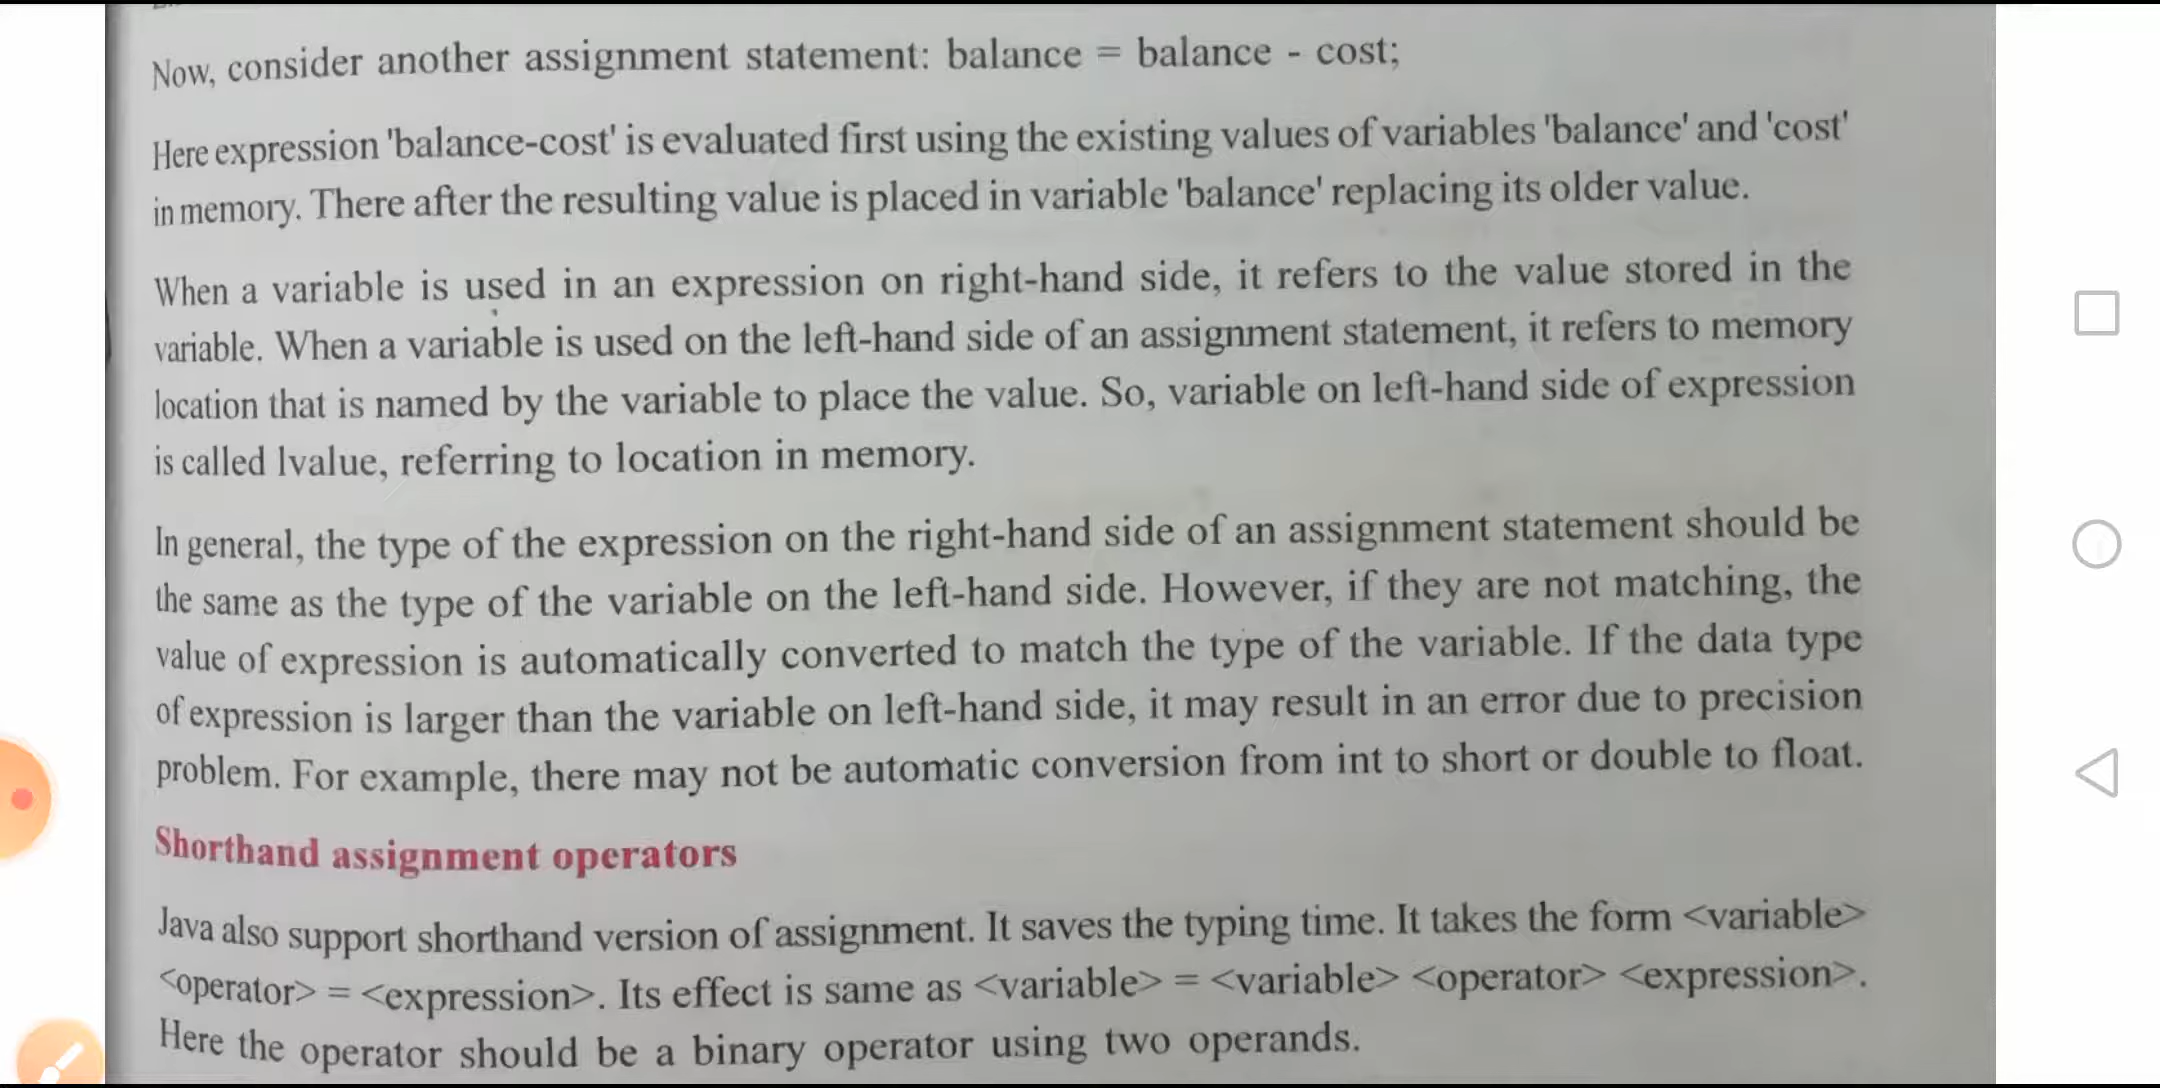 Now, consider another assignment statement: balance = balance - cost;
Here expression 'balance-cost' is evaluated first using the existing values of variables 'balance' and 'cost'
in memory. There after the resulting value is placed in variable 'balance' replacing its older value.
When a variable is used in an expression on right-hand side, it refers to the value stored in the
variable. When a variable is used on the left-hand side of an assignment statement, it refers to memory
location that is named by the variable to place the value. So, variable on left-hand side of expression
is called lvalue, referring to location in memory.
In general, the type of the expression on the right-hand side of an assignment statement should be
the same as the type of the variable on the left-hand side. However, if they are not matching, the
value of expression is automatically converted to match the type of the variable. If the data type
of expression is larger than the variable on left-hand side, it may result in an error due to precision
problem. For example, there may not be automatic conversion from int to short or double to float.
Shorthand assignment operators
Java also support shorthand version of assignment. It saves the typing time. It takes the form <variable>
<operator> = <expression>. Its effect is same as <variable> = <variable> <operator> <expression>.
Here the operator should be a binary operator using two operands.